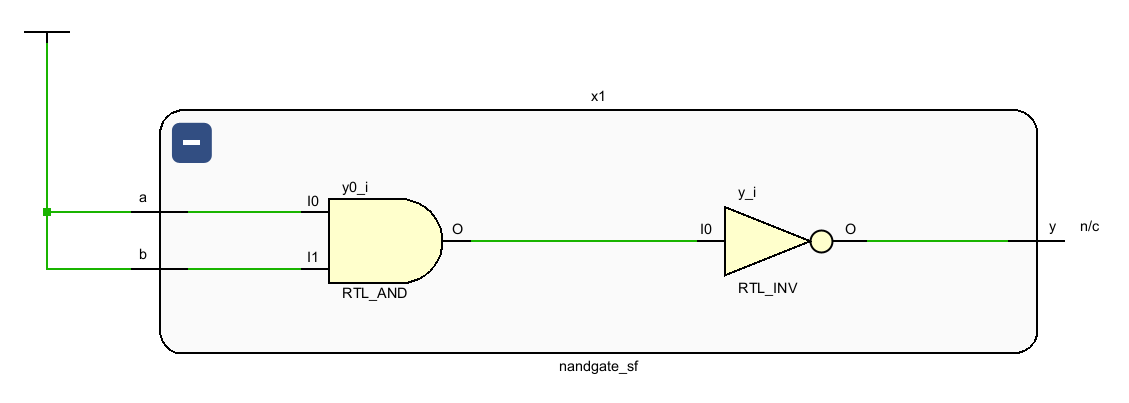 x1
a
I0
y0_i
O
b
I1
RTL_AND
I0
y_i
O
RTL_INV
y
n/c
nandgate_sf